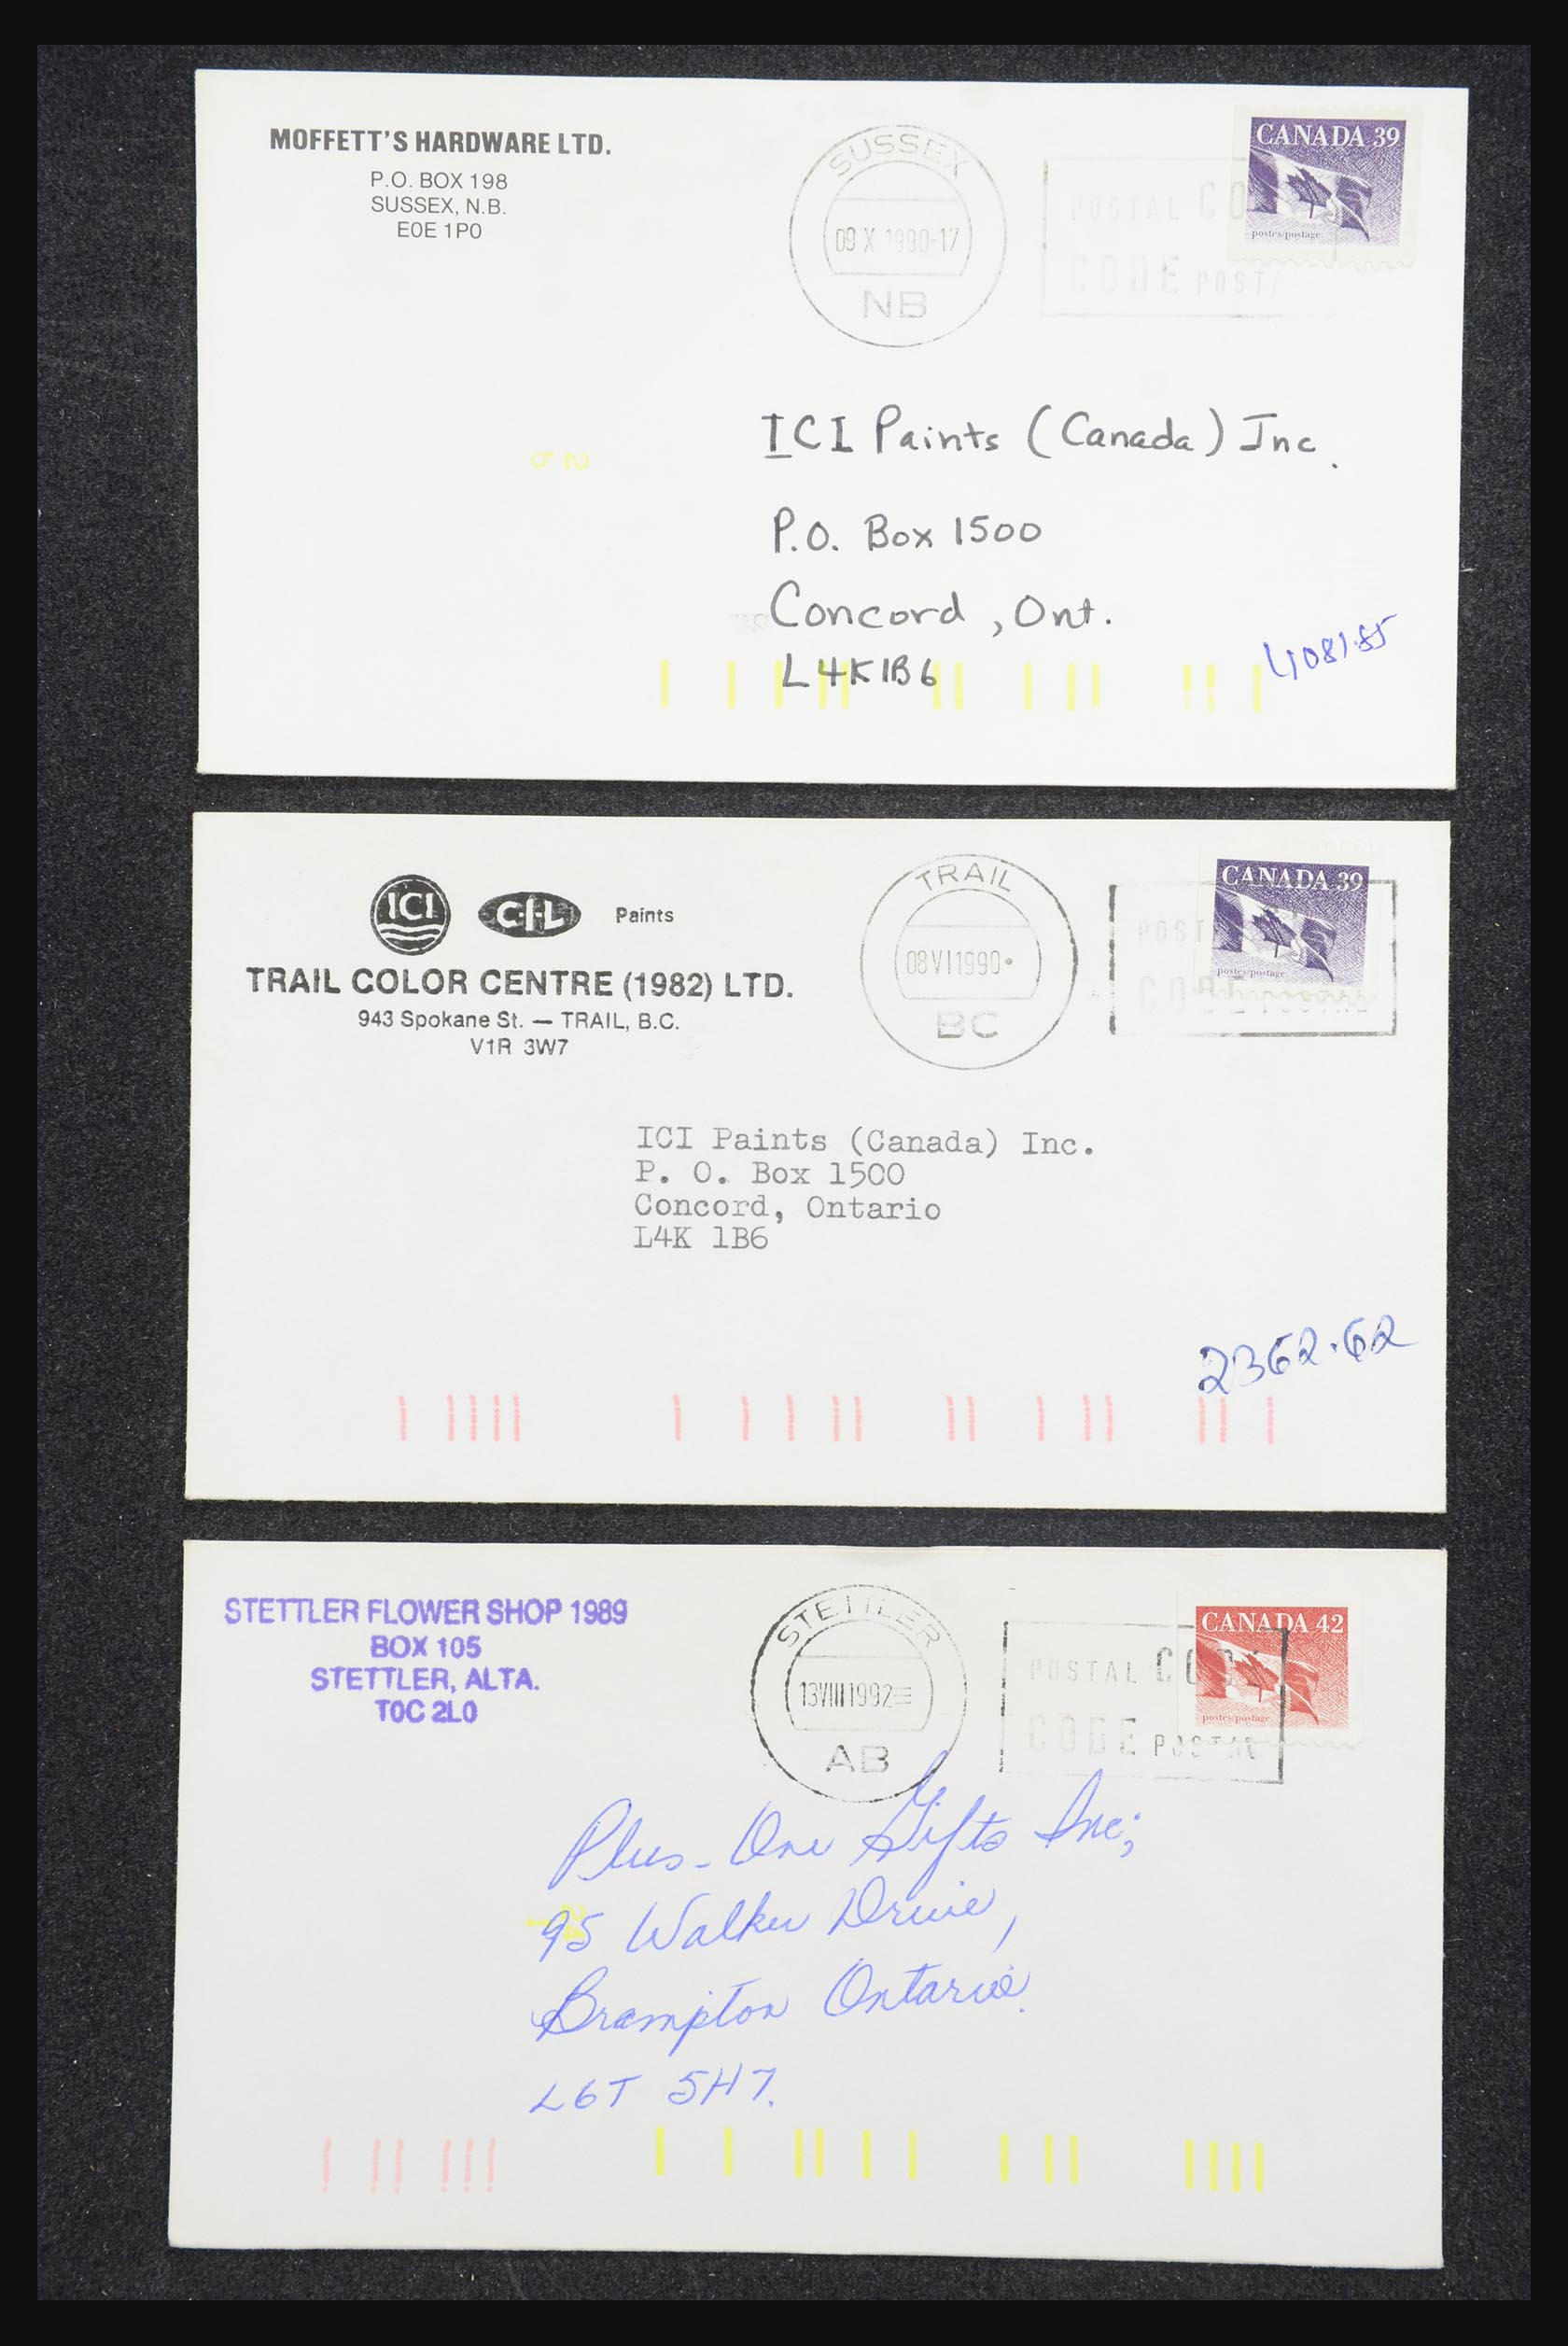 MOFFETT'S HARDWARE LTD.
P.O. BOX 198
SUSSEX, N.B.
E0E 1P0
SUSSEX
09 X 1990-17
NB
POSTAL CO
CODE POSTA
CANADA 39
postes/postage
ICI Paints (Canada) Inc.
P.O. Box 1500
Concord, Ont.
L4K1B6
4081.85
ICI
C-I-L
Paints
TRAIL COLOR CENTRE (1982) LTD.
943 Spokane St. — TRAIL, B.C.
V1R 3W7
TRAIL
08 VI 1990
BC
POST
CODE POSTAL
CANADA 39
postes/postage
ICI Paints (Canada) Inc.
P. O. Box 1500
Concord, Ontario
L4K 1B6
2362.62
STETTLER FLOWER SHOP 1989
BOX 105
STETTLER, ALTA.
T0C 2L0
STETTLER
13 VIII 1992
AB
POSTAL CODE
CODE POSTAL
CANADA 42
postes/postage
Plus-One Gifts Inc;
95 Walker Drive,
Brampton Ontario.
L6T 5H7.